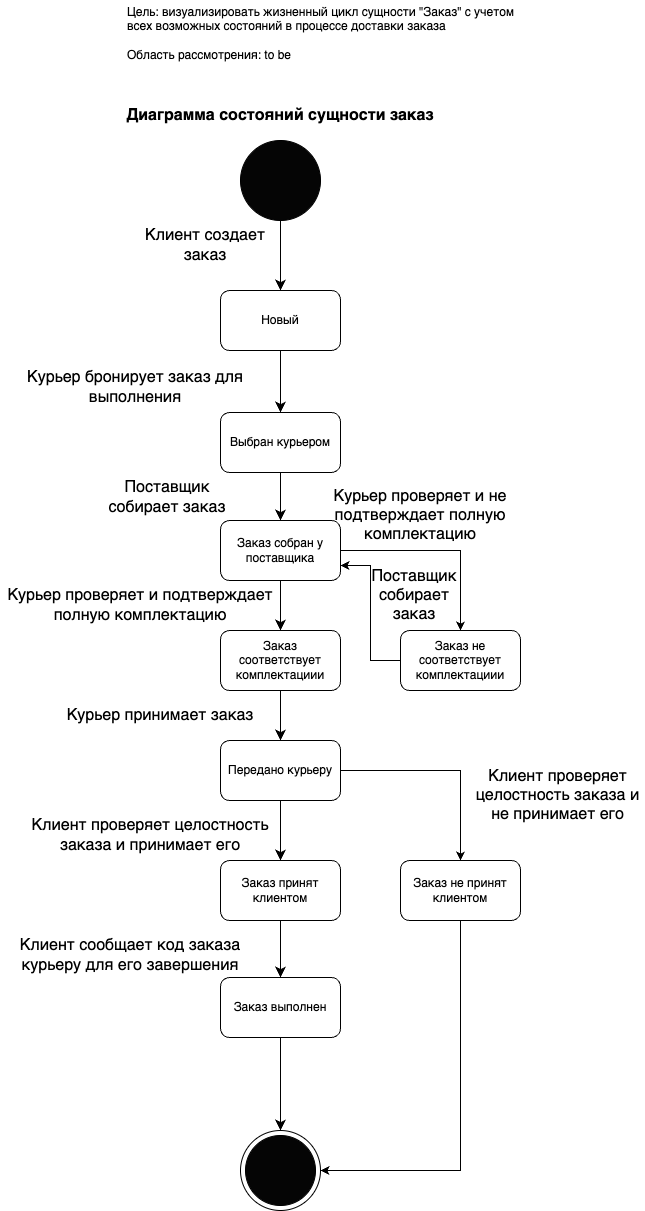 Цель: визуализировать жизненный цикл сущности "Заказ" с учетом
всех возможных состояний в процессе доставки заказа
Область рассмотрения: to be
Диаграмма состояний сущности заказ
Клиент создает
заказ
Новый
Курьер бронирует заказ для
выполнения
Выбран курьером
Поставщик
собирает заказ
Курьер проверяет и не
подтверждает полную
комплектацию
Заказ собран у
поставщика
Поставщик
собирает
заказ
Курьер проверяет и подтверждает
полную комплектацию
Заказ
соответствует
комплектациии
Заказ не
соответствует
комплектациии
Курьер принимает заказ
Передано курьеру
Клиент проверяет
целостность заказа и
не принимает его
Клиент проверяет целостность
заказа и принимает его
Заказ принят
клиентом
Заказ не принят
клиентом
Клиент сообщает код заказа
курьеру для его завершения
Заказ выполнен